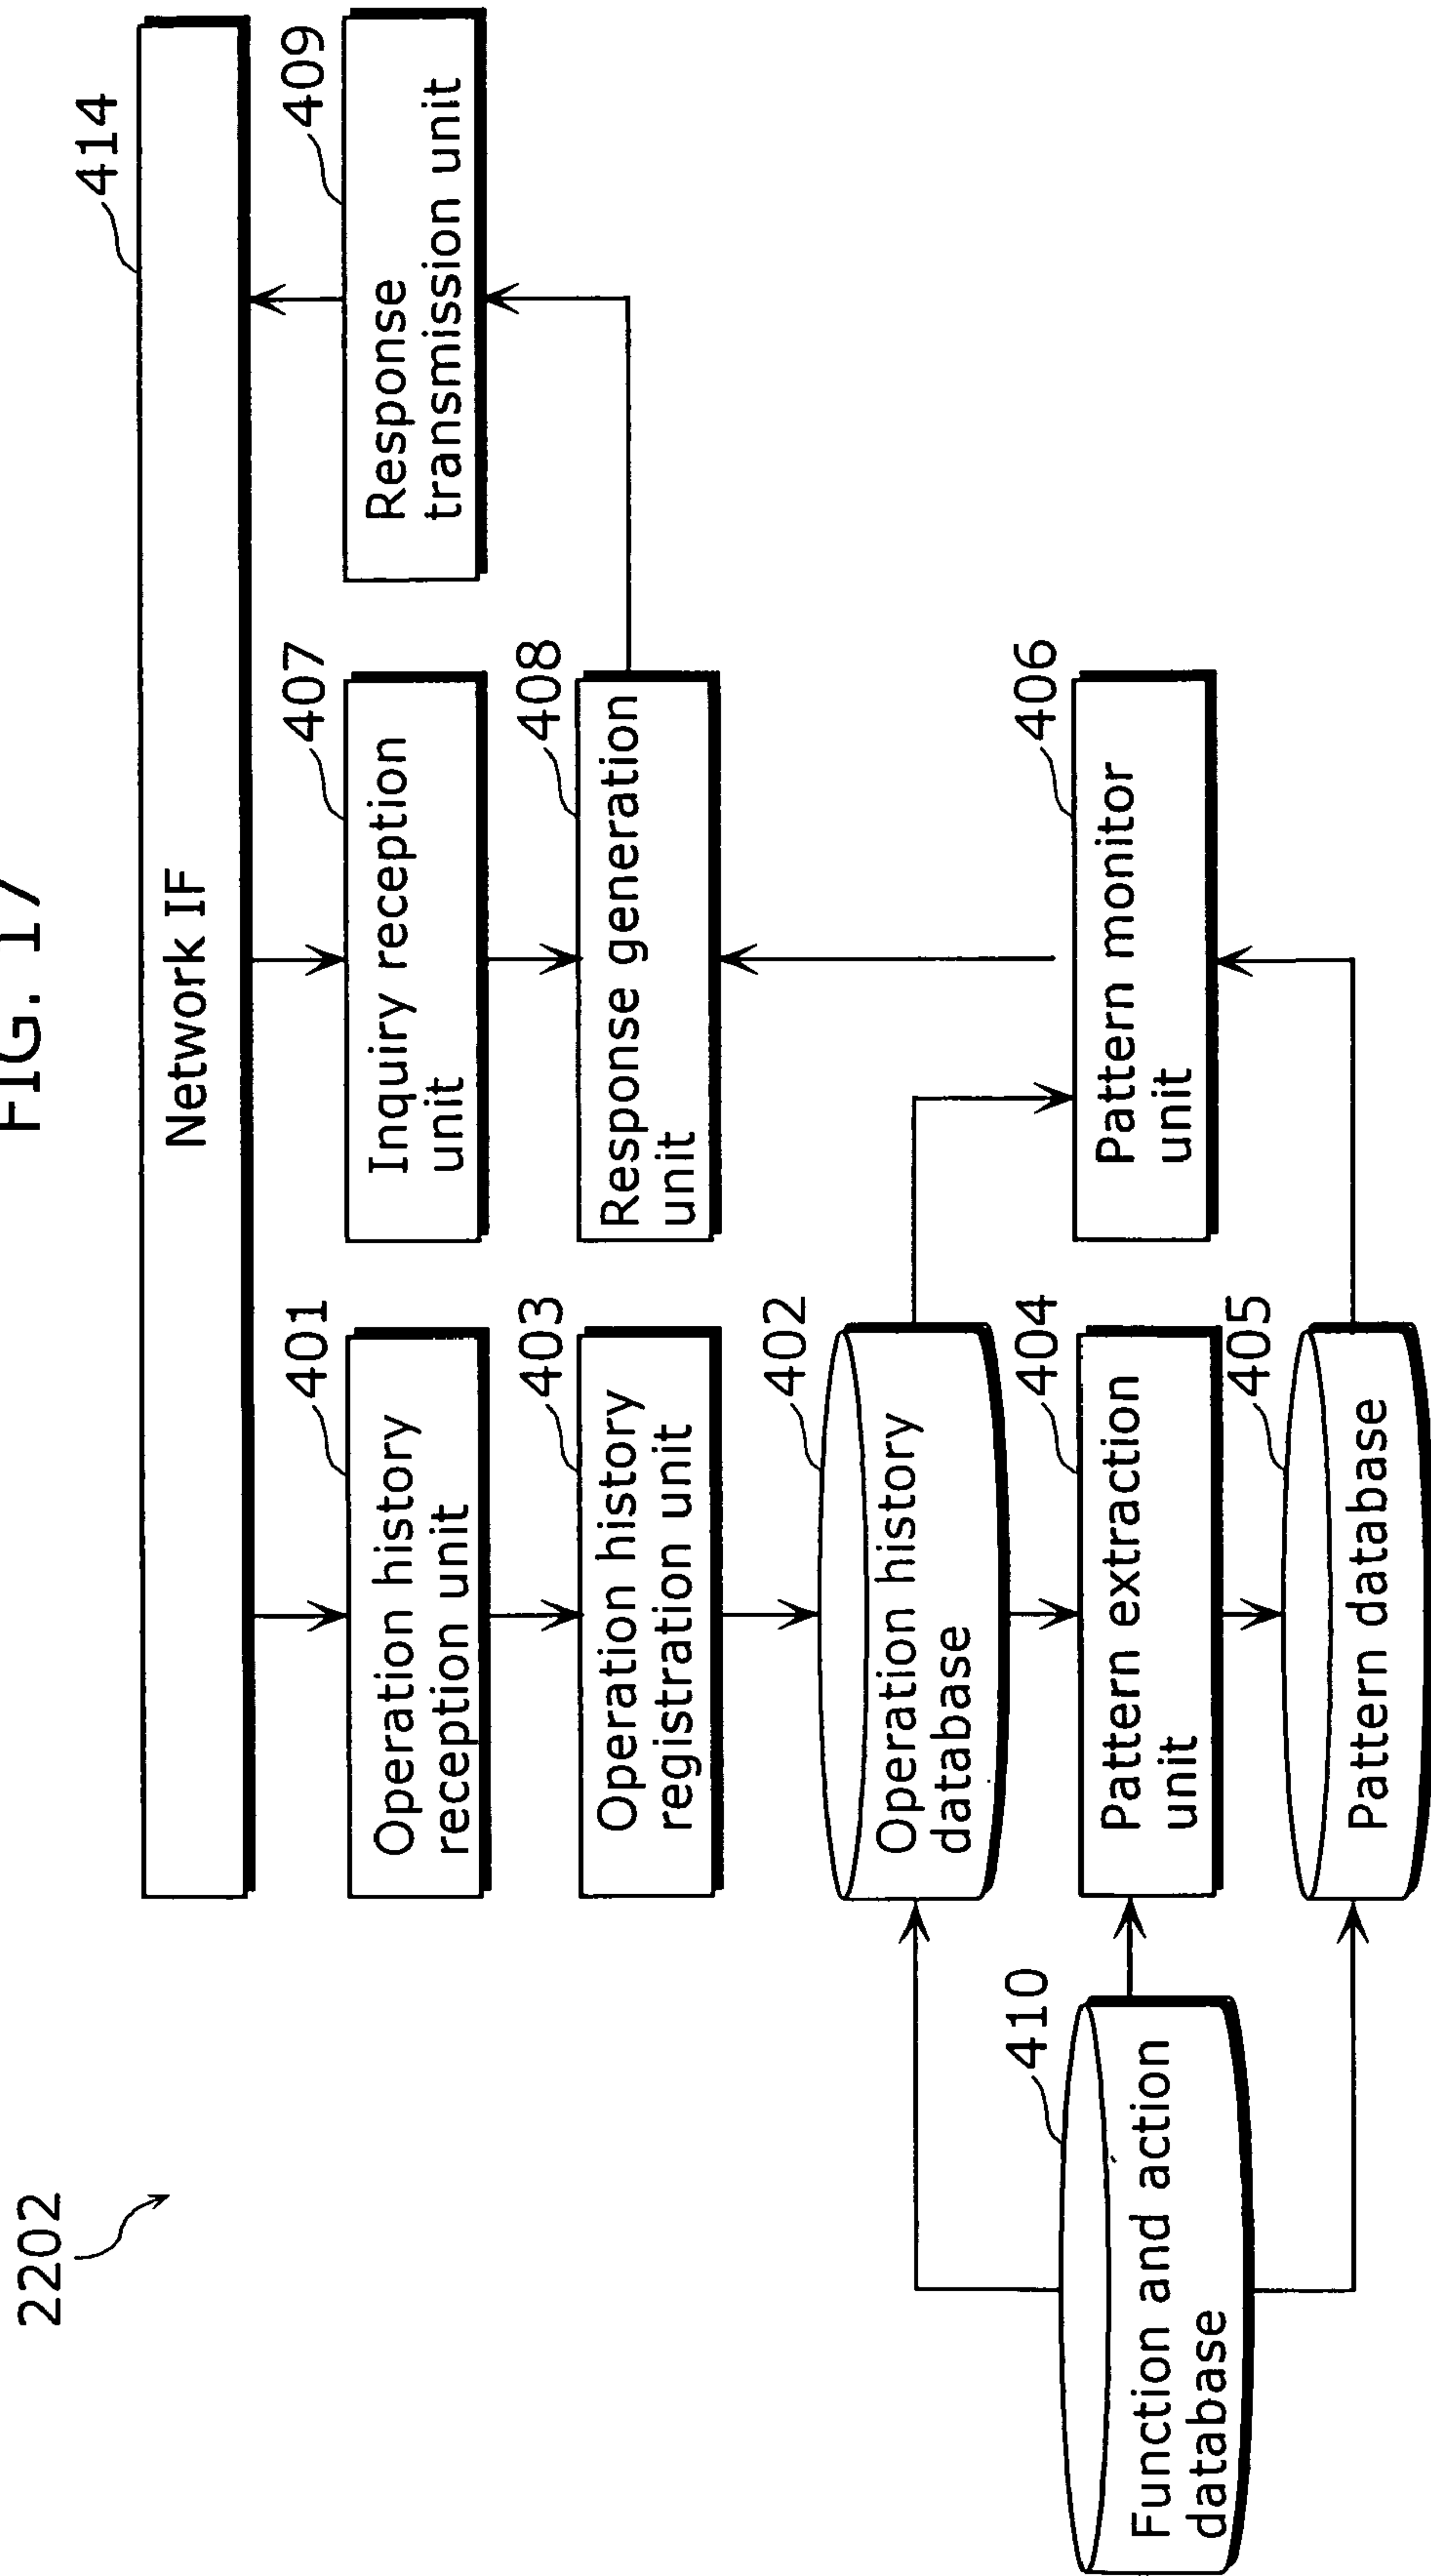 FIG. 17
2202
414
Network IF
401
Operation history
reception unit
407
Inquiry reception
unit
409
Response
transmission unit
403
Operation history
registration unit
408
Response generation
unit
402
Operation history
database
410
Function and action
database
404
Pattern extraction
unit
406
Pattern monitor
unit
405
Pattern database